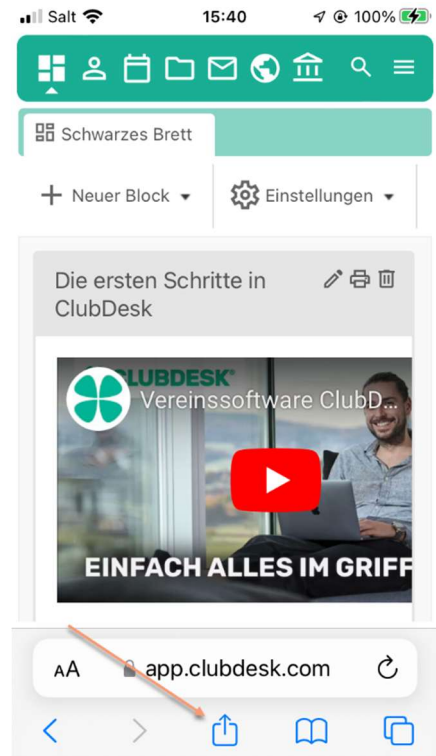 Salt 15:40 100%
Schwarzes Brett
Neuer Block Einstellungen
Die ersten Schritte in
ClubDesk
CLUBDESK
Vereinssoftware ClubD...
EINFACH ALLES IM GRIFF
AA app.clubdesk.com